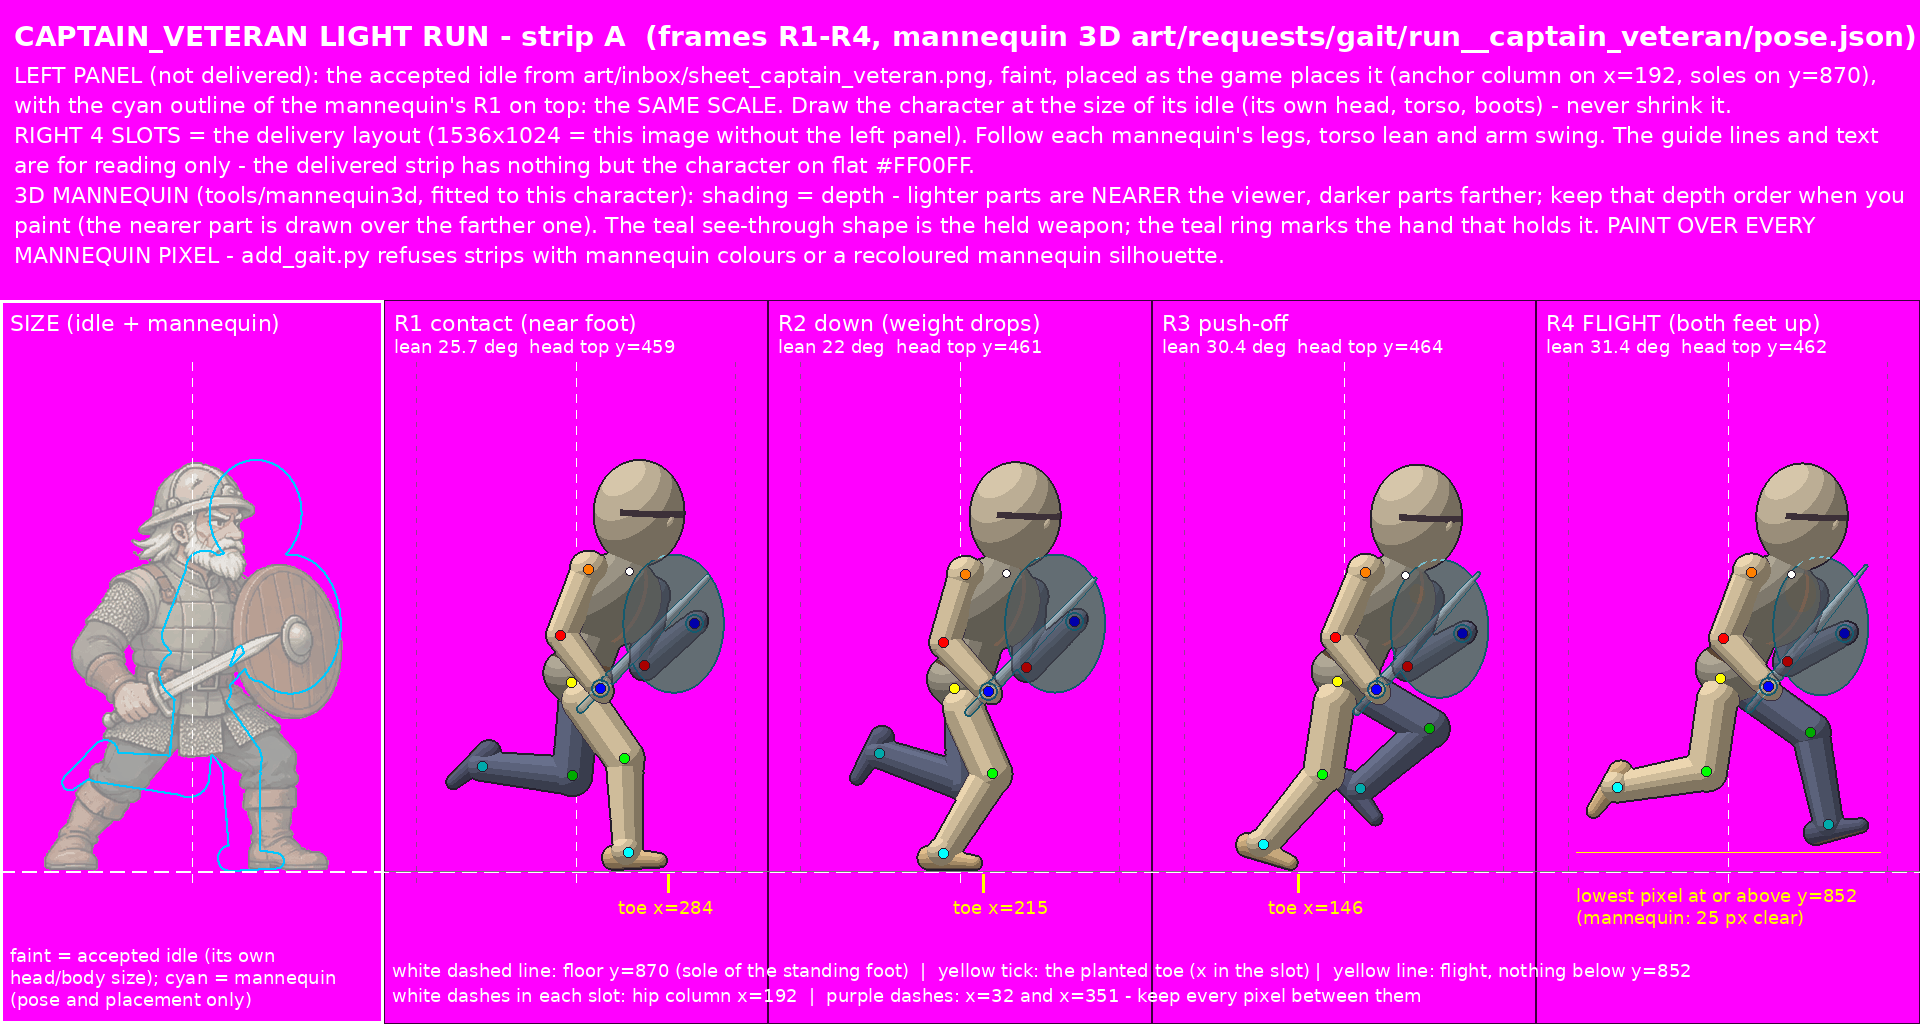 CAPTAIN_VETERAN LIGHT RUN - strip A  (frames R1-R4, mannequin 3D art/requests/gait/run__captain_veteran/pose.json)
LEFT PANEL (not delivered): the accepted idle from art/inbox/sheet_captain_veteran.png, faint, placed as the game places it (anchor column on x=192, soles on y=870),
with the cyan outline of the mannequin's R1 on top: the SAME SCALE. Draw the character at the size of its idle (its own head, torso, boots) - never shrink it.
RIGHT 4 SLOTS = the delivery layout (1536x1024 = this image without the left panel). Follow each mannequin's legs, torso lean and arm swing. The guide lines and text
are for reading only - the delivered strip has nothing but the character on flat #FF00FF.
3D MANNEQUIN (tools/mannequin3d, fitted to this character): shading = depth - lighter parts are NEARER the viewer, darker parts farther; keep that depth order when you
paint (the nearer part is drawn over the farther one). The teal see-through shape is the held weapon; the teal ring marks the hand that holds it. PAINT OVER EVERY
MANNEQUIN PIXEL - add_gait.py refuses strips with mannequin colours or a recoloured mannequin silhouette.
SIZE (idle + mannequin)
R1 contact (near foot)
lean 25.7 deg  head top y=459
R2 down (weight drops)
lean 22 deg  head top y=461
R3 push-off
lean 30.4 deg  head top y=464
R4 FLIGHT (both feet up)
lean 31.4 deg  head top y=462
toe x=284
toe x=215
toe x=146
lowest pixel at or above y=852
(mannequin: 25 px clear)
faint = accepted idle (its own
head/body size); cyan = mannequin
(pose and placement only)
white dashed line: floor y=870 (sole of the standing foot)  |  yellow tick: the planted toe (x in the slot) |  yellow line: flight, nothing below y=852
white dashes in each slot: hip column x=192  |  purple dashes: x=32 and x=351 - keep every pixel between them